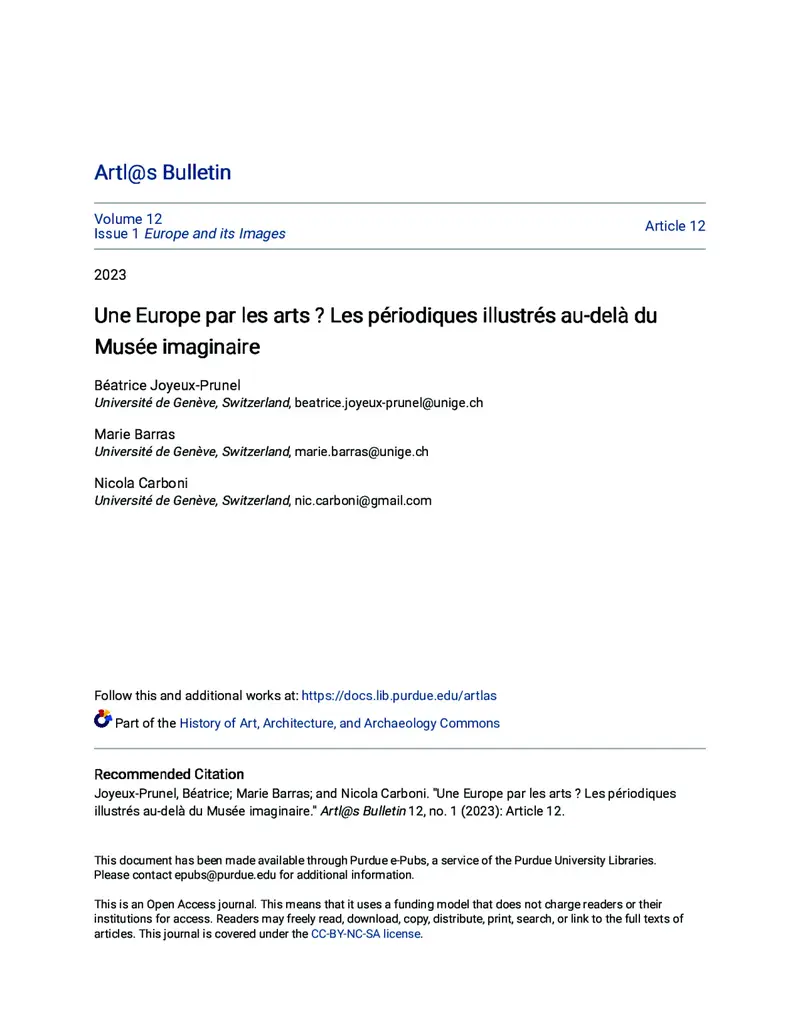 Artl@s Bulletin
Volume 12
Issue 1 Europe and its Images
Article 12
2023
Une Europe par les arts ? Les périodiques illustrés au-delà du
Musée imaginaire
Béatrice Joyeux-Prunel
Université de Genève, Switzerland, beatrice.joyeux-prunel@unige.ch
Marie Barras
Université de Genève, Switzerland, marie.barras@unige.ch
Nicola Carboni
Université de Genève, Switzerland, nic.carboni@gmail.com
Follow this and additional works at: https://docs.lib.purdue.edu/artlas
Part of the History of Art, Architecture, and Archaeology Commons
Recommended Citation
Joyeux-Prunel, Béatrice; Marie Barras; and Nicola Carboni. "Une Europe par les arts ? Les périodiques
illustrés au-delà du Musée imaginaire." Artl@s Bulletin 12, no. 1 (2023): Article 12.
This document has been made available through Purdue e-Pubs, a service of the Purdue University Libraries.
Please contact epubs@purdue.edu for additional information.
This is an Open Access journal. This means that it uses a funding model that does not charge readers or their
institutions for access. Readers may freely read, download, copy, distribute, print, search, or link to the full texts of
articles. This journal is covered under the CC-BY-NC-SA license.